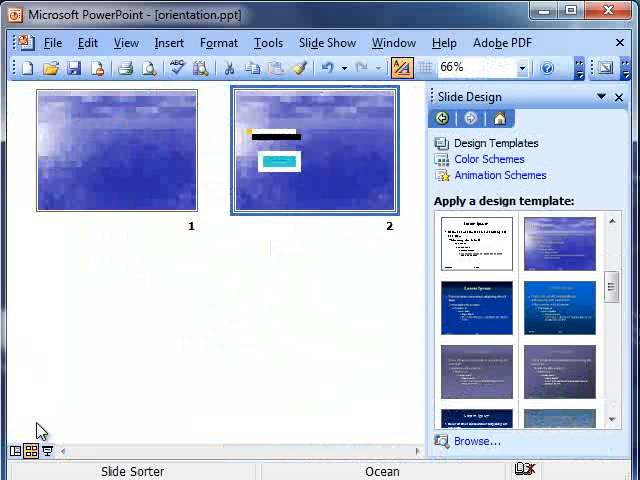 Microsoft PowerPoint - [orientation.ppt]
File Edit View Insert Format Tools Slide Show Window Help Adobe PDF
ABC 66%
Slide Design
Design Templates
Color Schemes
Animation Schemes
Apply a design template:
1
2
Browse...
Slide Sorter Ocean